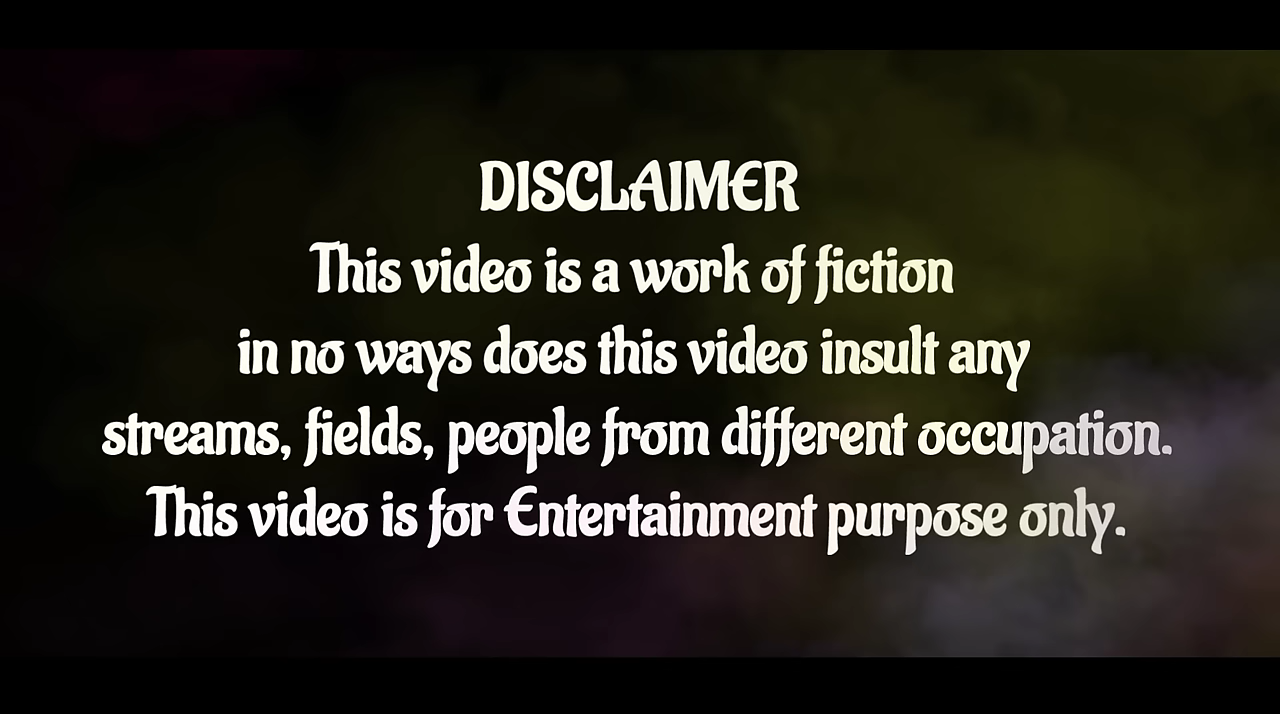 DISCLAIMER
This video is a work of fiction
in no ways does this video insult any
streams, fields, people from different occupation.
This video is for Entertainment purpose only.